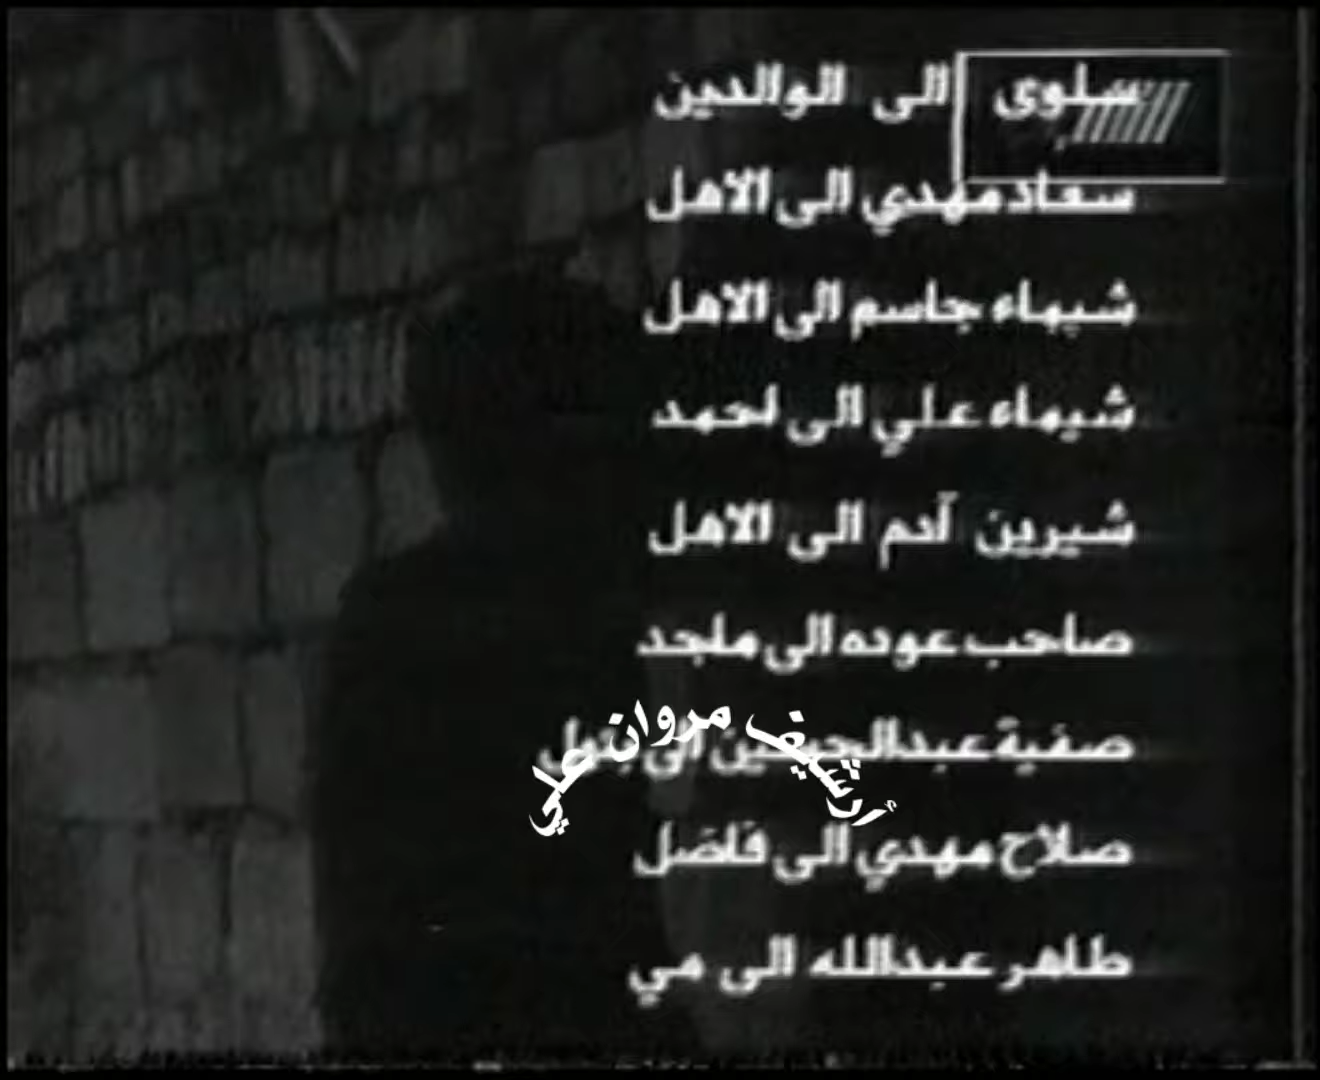 سلوى الى الوالدين
سعاد مهدي الى الاهل
شيماء جاسم الى الاهل
شيماء علي الى احمد
شيرين آدم الى الاهل
صاحب عوده الى ماجد
صفية الى
أرشيف مروان علي
صلاح مهدي الى فاضل
طاهر عبدالله الى مي